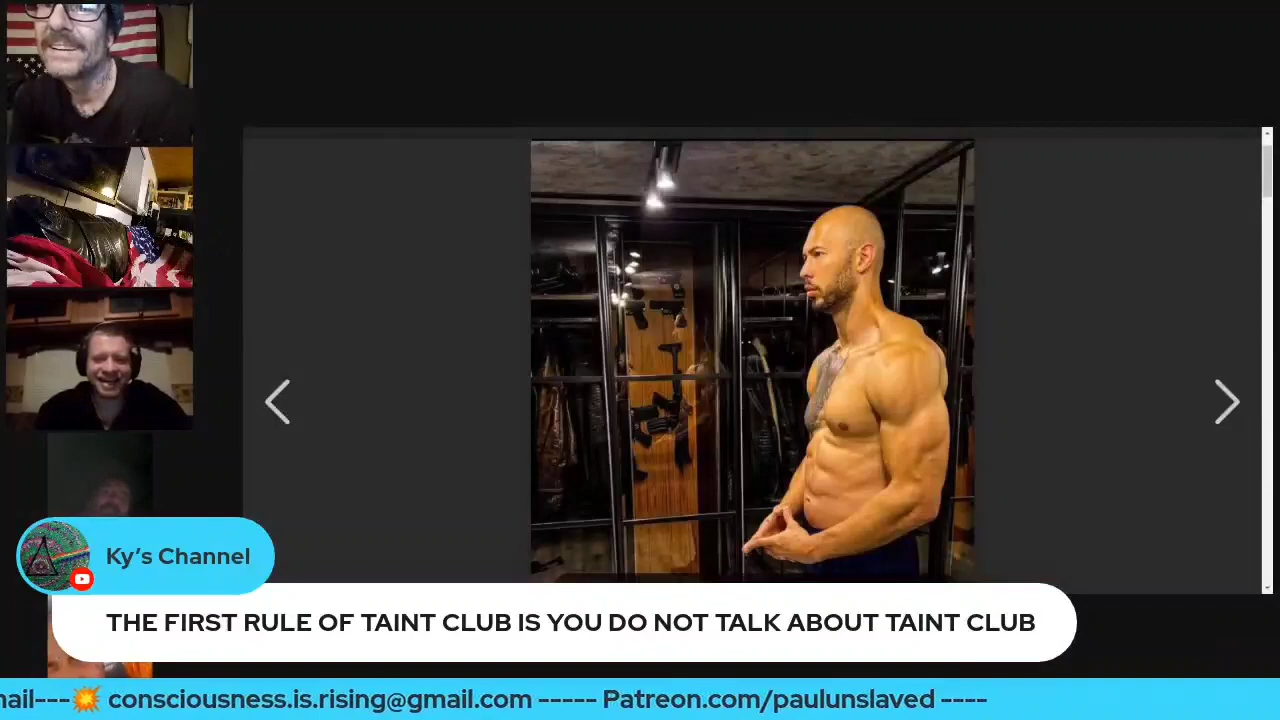 Ky's Channel
THE FIRST RULE OF TAINT CLUB IS YOU DO NOT TALK ABOUT TAINT CLUB
ail---💥 consciousness.is.rising@gmail.com ----- Patreon.com/paulunslaved ----